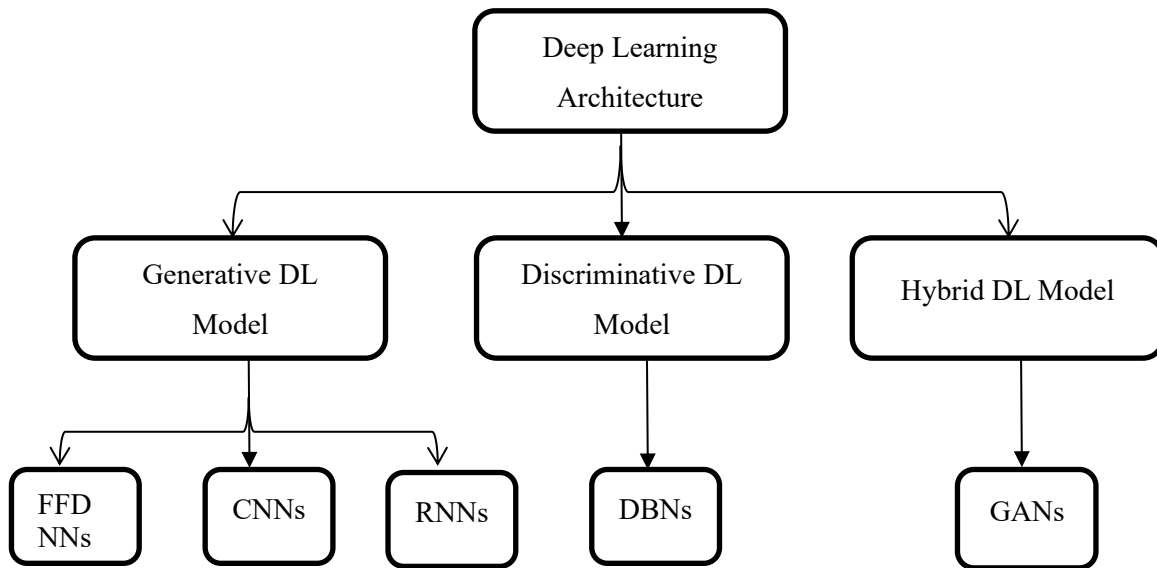 Deep Learning
Architecture
Generative DL
Model
Discriminative DL
Model
Hybrid DL Model
FFD
NNs
CNNs
RNNs
DBNs
GANs